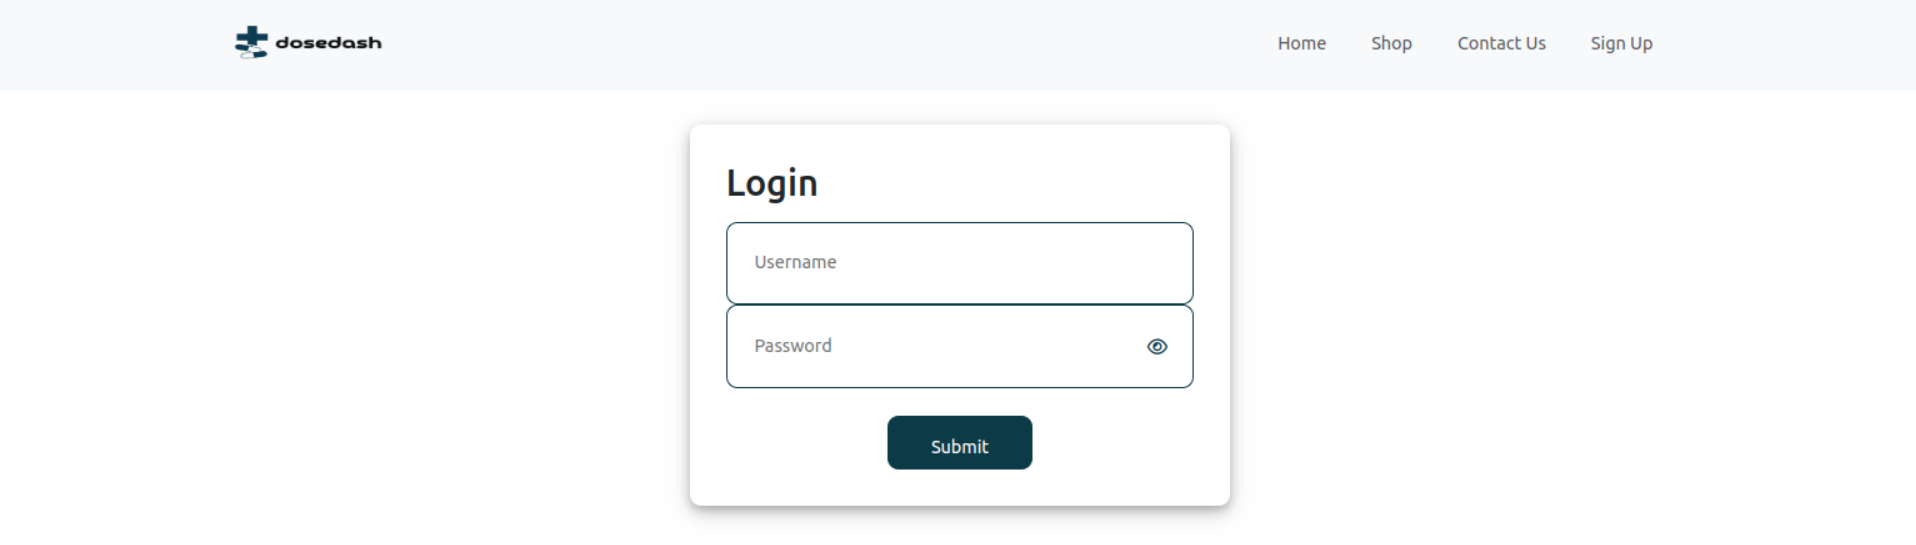 dosedash
Home Shop Contact Us Sign Up
Login
Username
Password
Submit